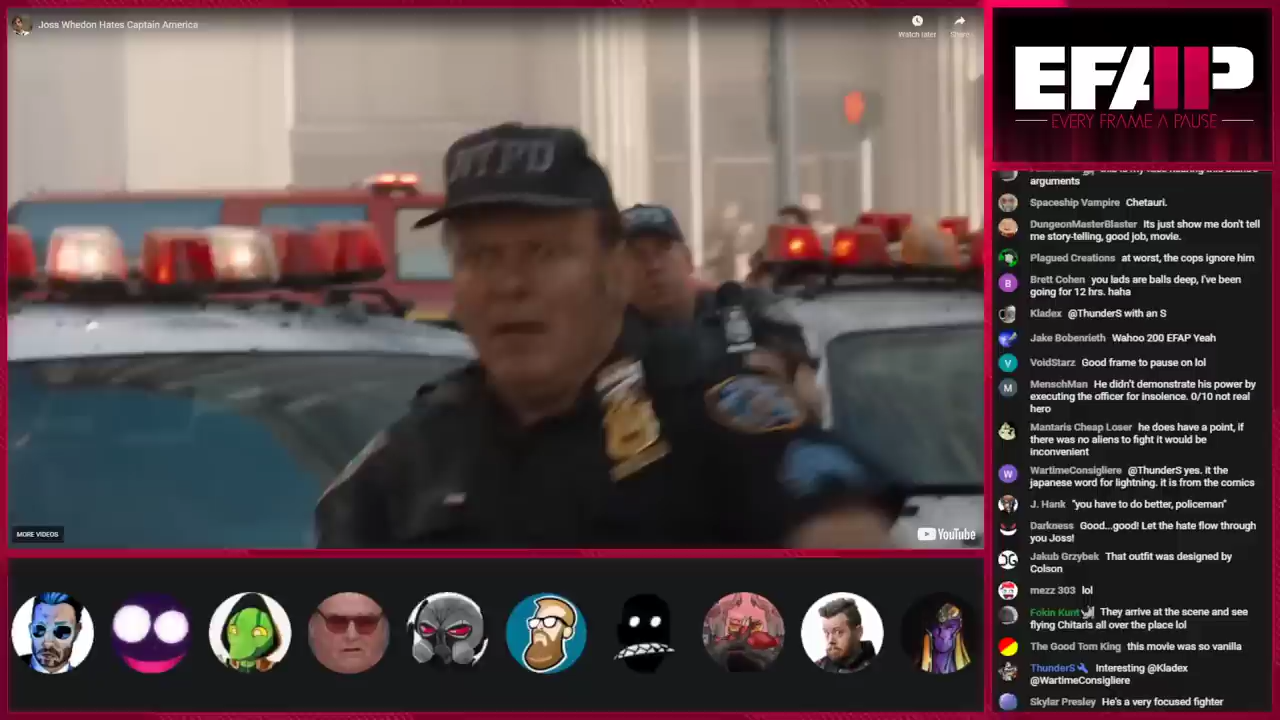 Joss Whedon Hates Captain America
Watch later
Share
NYPD
MORE VIDEOS
YouTube
EFAP
EVERY FRAME A PAUSE
arguments
Spaceship Vampire Chetauri.
DungeonMasterBlaster Its just show me don't tell
me story-telling, good job, movie.
Plagued Creations at worst, the cops ignore him
B
Brett Cohen you lads are balls deep, I've been
going for 12 hrs. haha
Kladex @ThunderS with an S
Jake Bobenrieth Wahoo 200 EFAP Yeah
V
VoidStarz Good frame to pause on lol
M
MenschMan He didn't demonstrate his power by
executing the officer for insolence. 0/10 not real
hero
Mantaris Cheap Loser he does have a point, if
there was no aliens to fight it would be
inconvenient
W
WartimeConsigliere @ThunderS yes. it the
japanese word for lightning. it is from the comics
J. Hank "you have to do better, policeman"
Darkness Good...good! Let the hate flow through
you Joss!
Jakub Grzybek That outfit was designed by
Colson
mezz 303 lol
Fokin Kunt They arrive at the scene and see
flying Chitaris all over the place lol
The Good Tom King this movie was so vanilla
ThunderS Interesting @Kladex
@WartimeConsigliere
Skylar Presley He's a very focused fighter